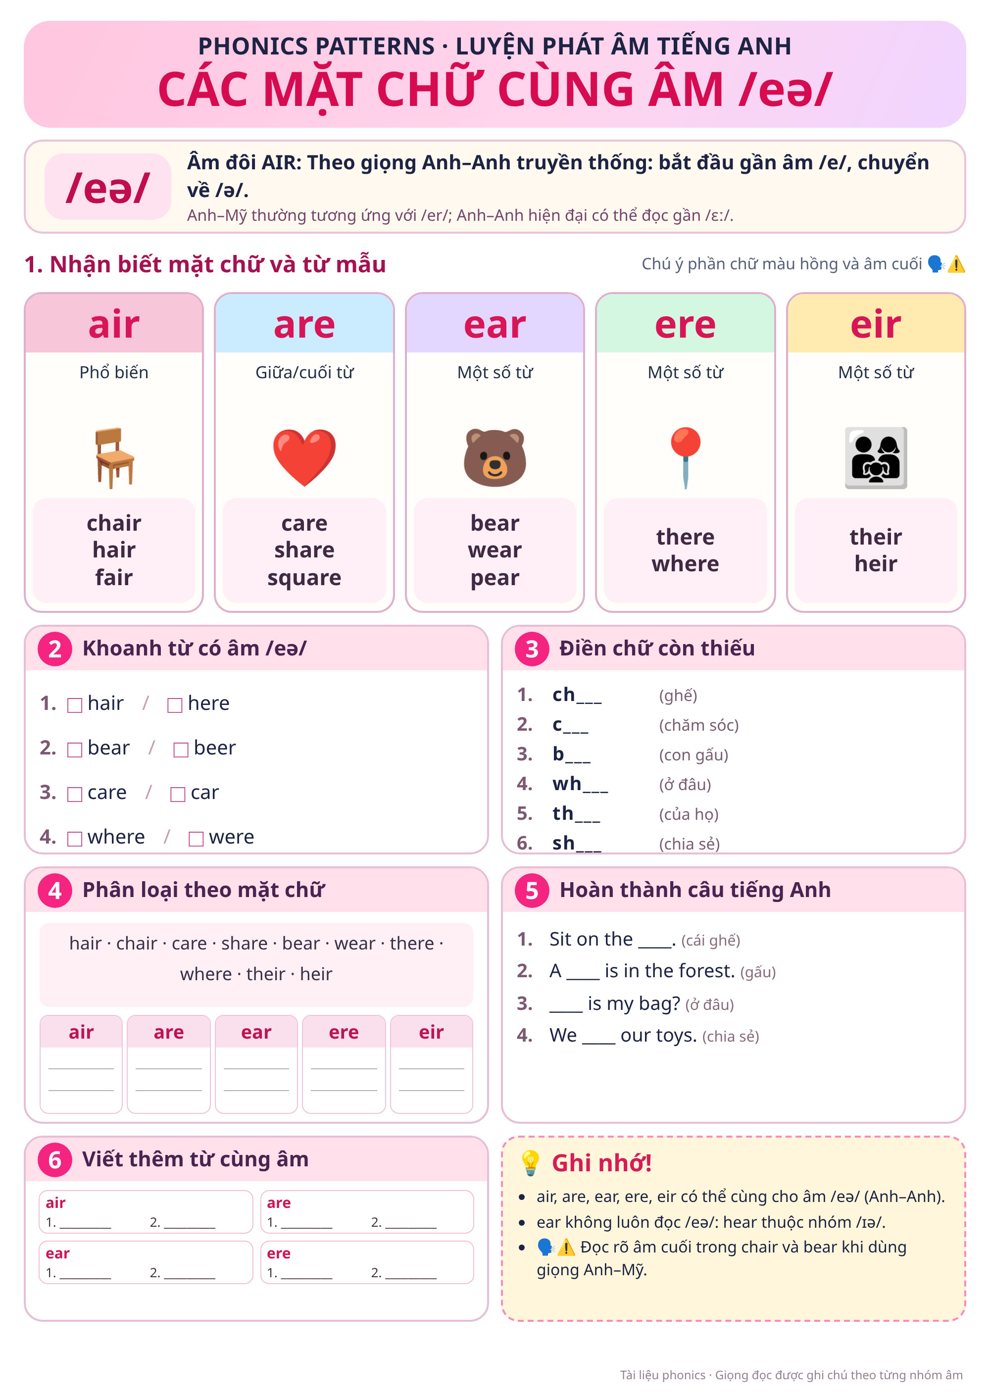 PHONICS PATTERNS · LUYỆN PHÁT ÂM TIẾNG ANH
CÁC MẶT CHỮ CÙNG ÂM /eə/
/eə/
Âm đôi AIR: Theo giọng Anh–Anh truyền thống: bắt đầu gần âm /e/, chuyển
về /ə/.
Anh–Mỹ thường tương ứng với /er/; Anh–Anh hiện đại có thể đọc gần /ɛː/.
1. Nhận biết mặt chữ và từ mẫu
Chú ý phần chữ màu hồng và âm cuối 🗣️⚠️
air
Phổ biến
chair
hair
fair
are
Giữa/cuối từ
care
share
square
ear
Một số từ
bear
wear
pear
ere
Một số từ
there
where
eir
Một số từ
their
heir
2 Khoanh từ có âm /eə/
1. □ hair / □ here
2. □ bear / □ beer
3. □ care / □ car
4. □ where / □ were
3 Điền chữ còn thiếu
1. ch___ (ghế)
2. c___ (chăm sóc)
3. b___ (con gấu)
4. wh___ (ở đâu)
5. th___ (của họ)
6. sh___ (chia sẻ)
4 Phân loại theo mặt chữ
hair · chair · care · share · bear · wear · there ·
where · their · heir
air are ear ere eir
5 Hoàn thành câu tiếng Anh
1. Sit on the ____. (cái ghế)
2. A ____ is in the forest. (gấu)
3. ____ is my bag? (ở đâu)
4. We ____ our toys. (chia sẻ)
6 Viết thêm từ cùng âm
air
1. ________ 2. ________
are
1. ________ 2. ________
ear
1. ________ 2. ________
ere
1. ________ 2. ________
💡 Ghi nhớ!
• air, are, ear, ere, eir có thể cùng cho âm /eə/ (Anh–Anh).
• ear không luôn đọc /eə/: hear thuộc nhóm /ɪə/.
• 🗣️⚠️ Đọc rõ âm cuối trong chair và bear khi dùng
giọng Anh–Mỹ.
Tài liệu phonics · Giọng đọc được ghi chú theo từng nhóm âm